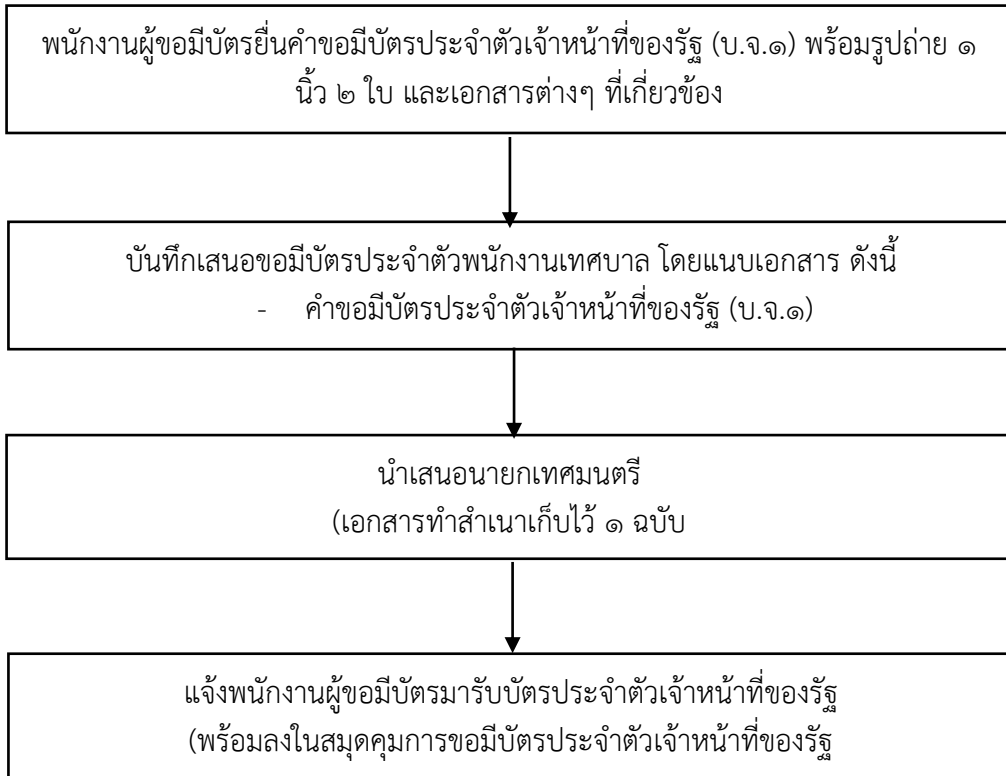 พนักงานผู้ขอมีบัตรยื่นคำขอมีบัตรประจำตัวเจ้าหน้าที่ของรัฐ (บ.จ.๑) พร้อมรูปถ่าย ๑
นิ้ว ๒ ใบ และเอกสารต่างๆ ที่เกี่ยวข้อง
บันทึกเสนอขอมีบัตรประจำตัวพนักงานเทศบาล โดยแนบเอกสาร ดังนี้
- คำขอมีบัตรประจำตัวเจ้าหน้าที่ของรัฐ (บ.จ.๑)
นำเสนอนายกเทศมนตรี
(เอกสารทำสำเนาเก็บไว้ ๑ ฉบับ
แจ้งพนักงานผู้ขอมีบัตรมารับบัตรประจำตัวเจ้าหน้าที่ของรัฐ
(พร้อมลงในสมุดคุมการขอมีบัตรประจำตัวเจ้าหน้าที่ของรัฐ